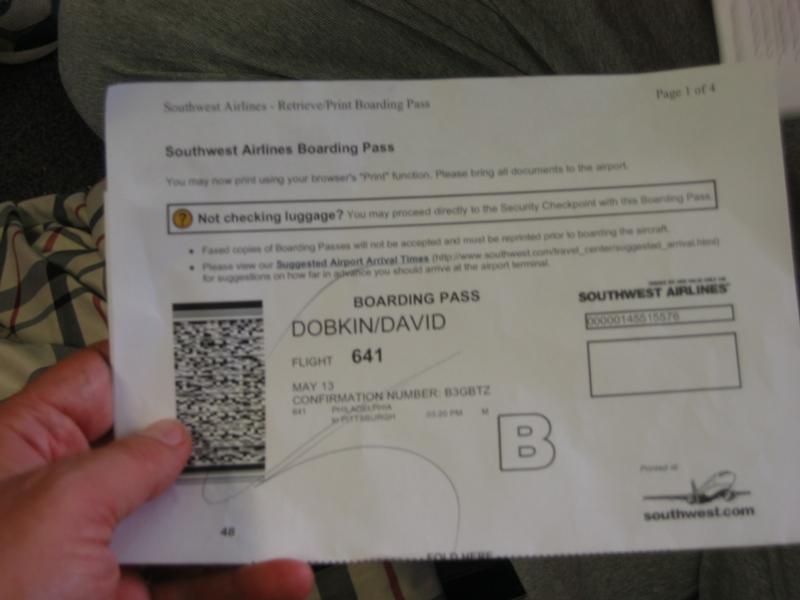 Southwest Airlines - Retrieve/Print Boarding Pass
Page 1 of 4
Southwest Airlines Boarding Pass
You may now print using your browser's "Print" function. Please bring all documents to the airport.
? Not checking luggage? You may proceed directly to the Security Checkpoint with this Boarding Pass.
• Faxed copies of Boarding Passes will not be accepted and must be reprinted prior to boarding the aircraft.
• Please view our Suggested Airport Arrival Times (http://www.southwest.com/travel_center/suggested_arrival.html)
for suggestions on how far in advance you should arrive at the airport terminal.
BOARDING PASS
SOUTHWEST AIRLINES
DOBKIN/DAVID
00000145515576
FLIGHT 641
MAY 13
CONFIRMATION NUMBER: B3GBTZ
641 PHILADELPHIA 03:20 PM M
to PITTSBURGH
B
Printed at
southwest.com
48
FOLD HERE